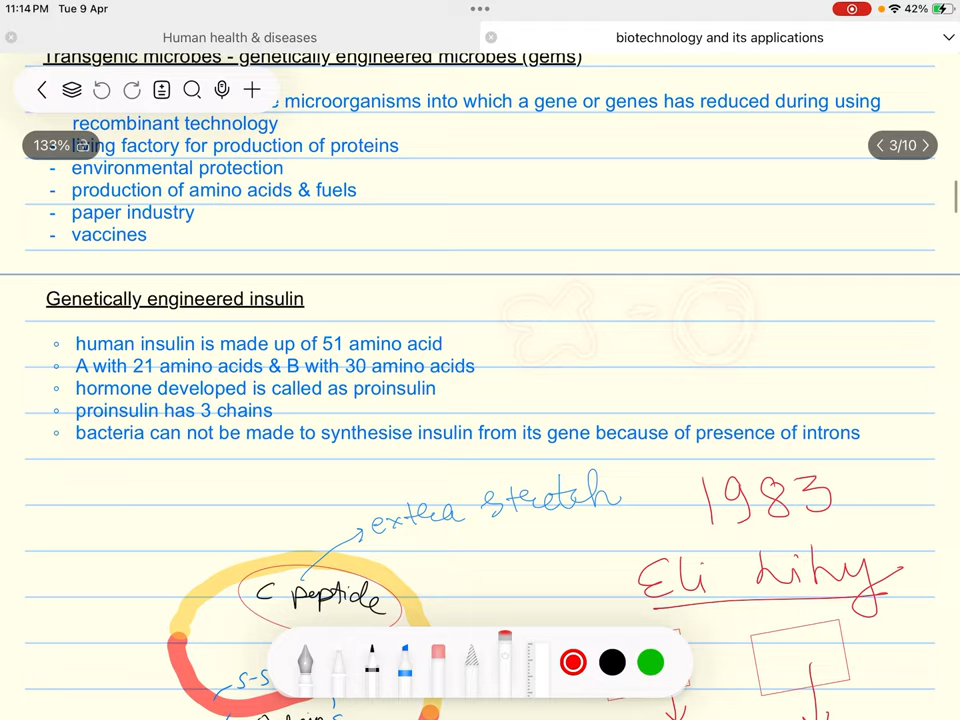 11:14 PM Tue 9 Apr 42%
Human health & diseases biotechnology and its applications
Transgenic microbes - genetically engineered microbes (gems)
e microorganisms into which a gene or genes has reduced during using
recombinant technology
133% 3/10
living factory for production of proteins
- environmental protection
- production of amino acids & fuels
- paper industry
- vaccines
Genetically engineered insulin
◦ human insulin is made up of 51 amino acid
◦ A with 21 amino acids & B with 30 amino acids
◦ hormone developed is called as proinsulin
◦ proinsulin has 3 chains
◦ bacteria can not be made to synthesise insulin from its gene because of presence of introns
extra stretch
1983
Eli Lilly
C peptide
S-S